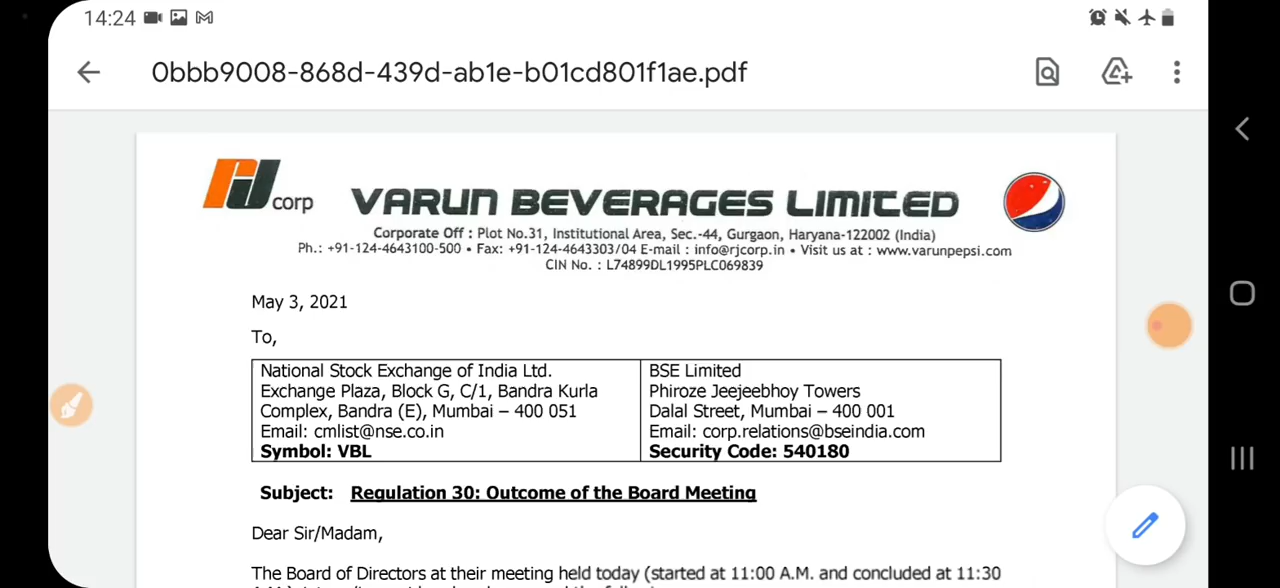 14:24
0bbb9008-868d-439d-ab1e-b01cd801f1ae.pdf
corp
VARUN BEVERAGES LIMITED
Corporate Off : Plot No.31, Institutional Area, Sec.-44, Gurgaon, Haryana-122002 (India)
Ph.: +91-124-4643100-500 • Fax: +91-124-4643303/04 E-mail : info@rjcorp.in • Visit us at : www.varunpepsi.com
CIN No. : L74899DL1995PLC069839
May 3, 2021
To,
National Stock Exchange of India Ltd.
Exchange Plaza, Block G, C/1, Bandra Kurla
Complex, Bandra (E), Mumbai – 400 051
Email: cmlist@nse.co.in
Symbol: VBL
BSE Limited
Phiroze Jeejeebhoy Towers
Dalal Street, Mumbai – 400 001
Email: corp.relations@bseindia.com
Security Code: 540180
Subject: Regulation 30: Outcome of the Board Meeting
Dear Sir/Madam,
The Board of Directors at their meeting held today (started at 11:00 A.M. and concluded at 11:30